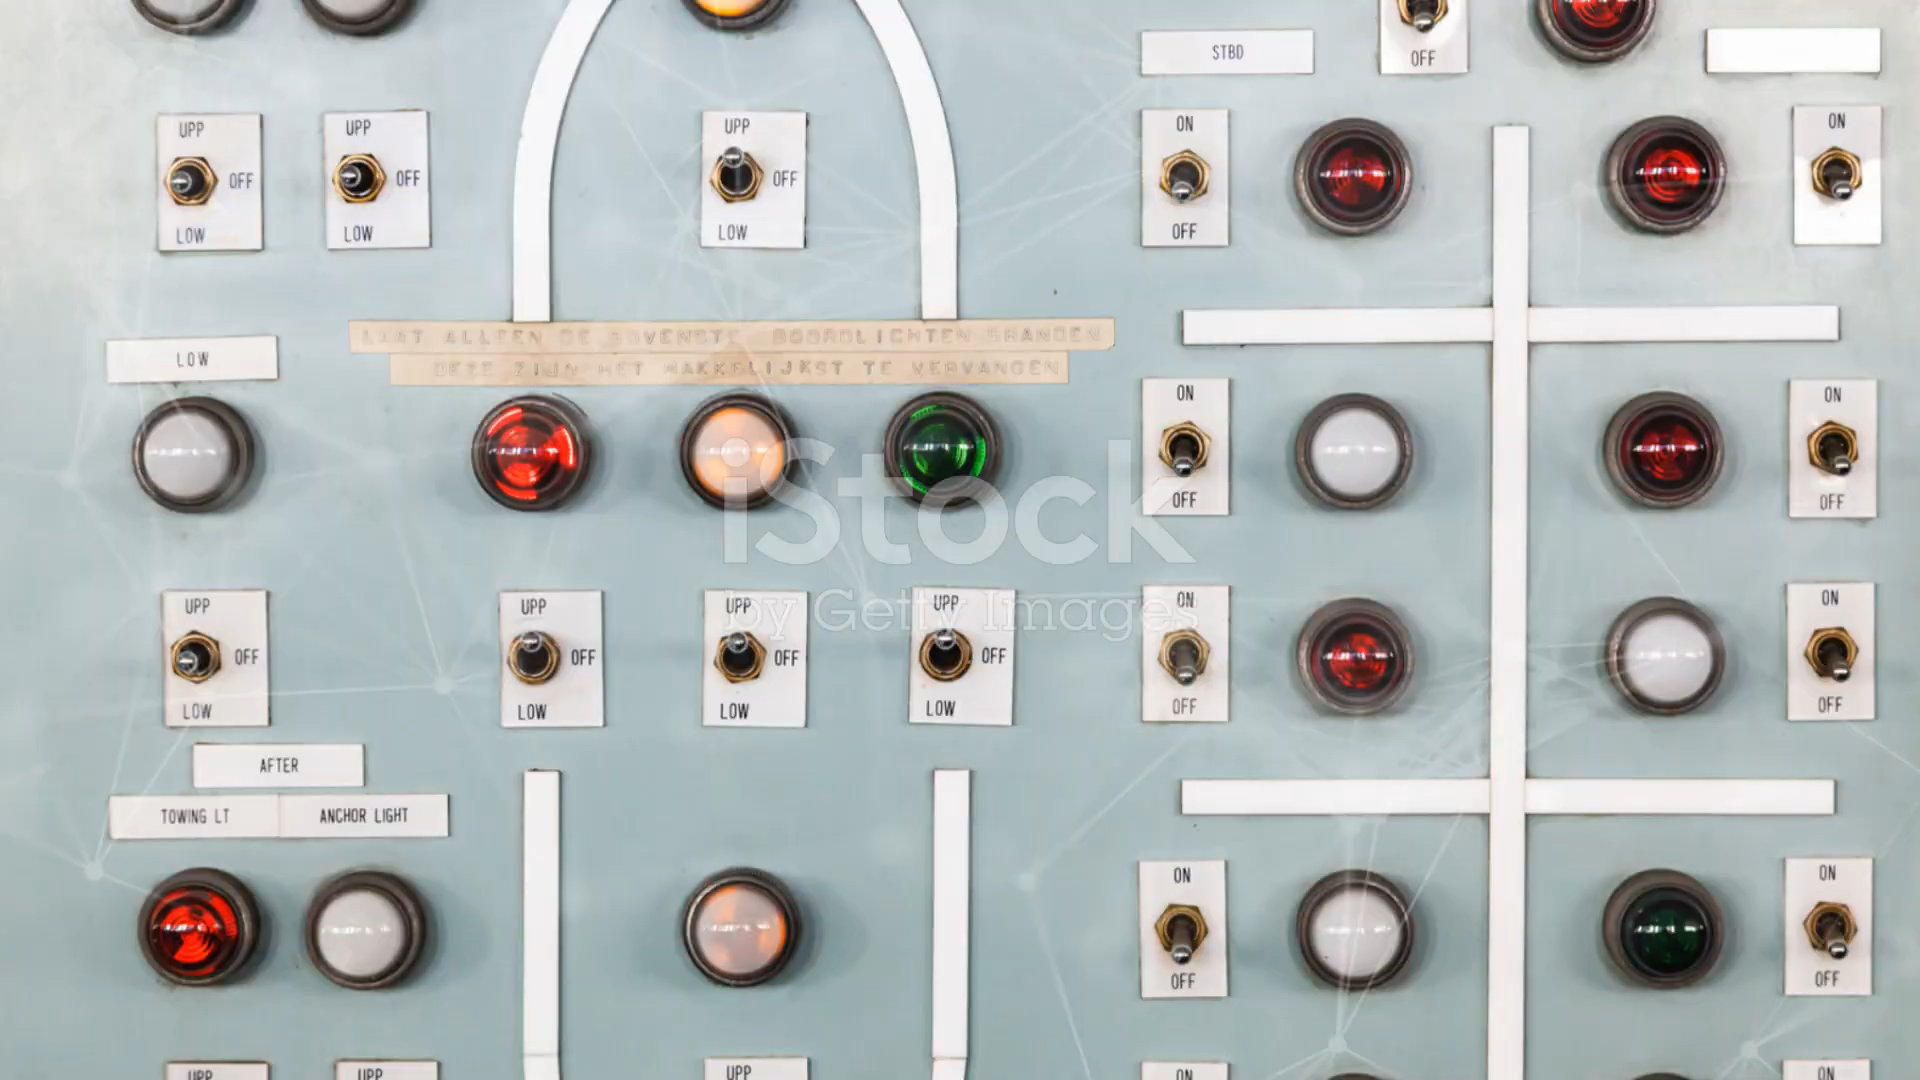 OFF
STBD
UPP
OFF
LOW
UPP
OFF
LOW
UPP
OFF
LOW
ON
OFF
ON
LAAT ALLEEN DE BOVENSTE BOORDLICHTEN BRANDEN
DEZE ZIJN HET MAKKELIJKST TE VERVANGEN
LOW
ON
OFF
ON
OFF
iStock
by Getty Images
UPP
OFF
LOW
UPP
OFF
LOW
UPP
OFF
LOW
UPP
OFF
LOW
ON
OFF
ON
OFF
AFTER
TOWING LT
ANCHOR LIGHT
ON
OFF
ON
OFF
UPP
UPP
UPP
ON
ON